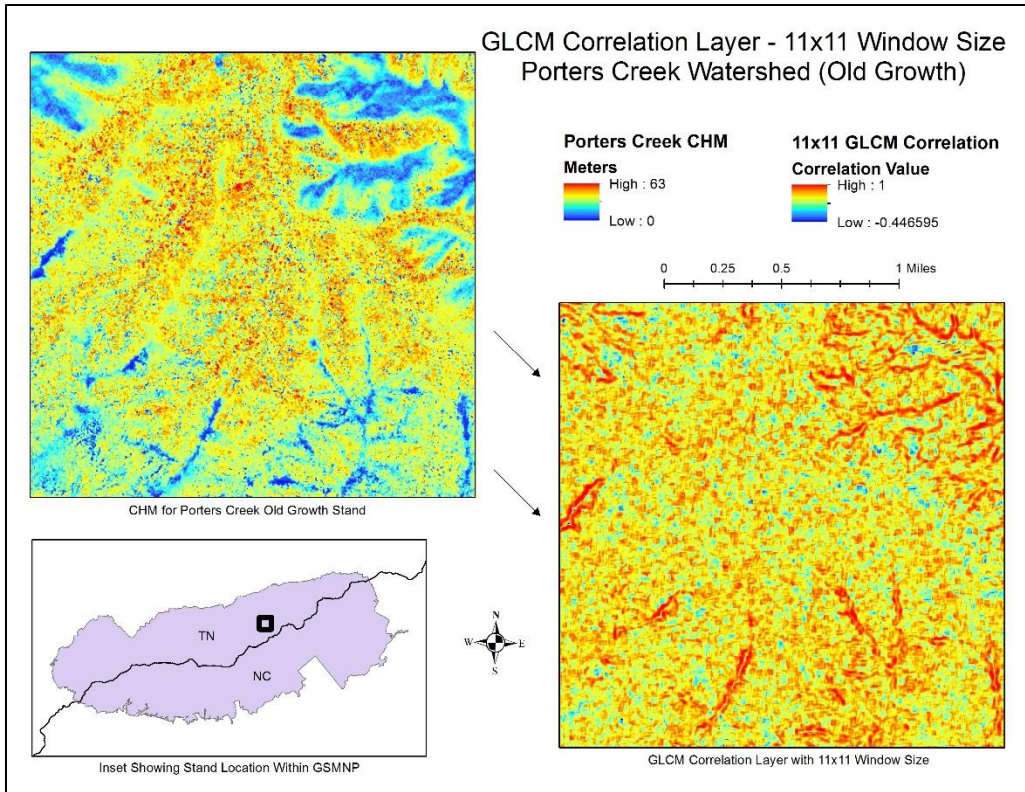 GLCM Correlation Layer - 11x11 Window Size
Porters Creek Watershed (Old Growth)
Porters Creek CHM
Meters
High : 63
Low : 0
11x11 GLCM Correlation
Correlation Value
High : 1
Low : -0.446595
0 0.25 0.5 1 Miles
CHM for Porters Creek Old Growth Stand
TN
NC
Inset Showing Stand Location Within GSMNP
N
W E
S
GLCM Correlation Layer with 11x11 Window Size